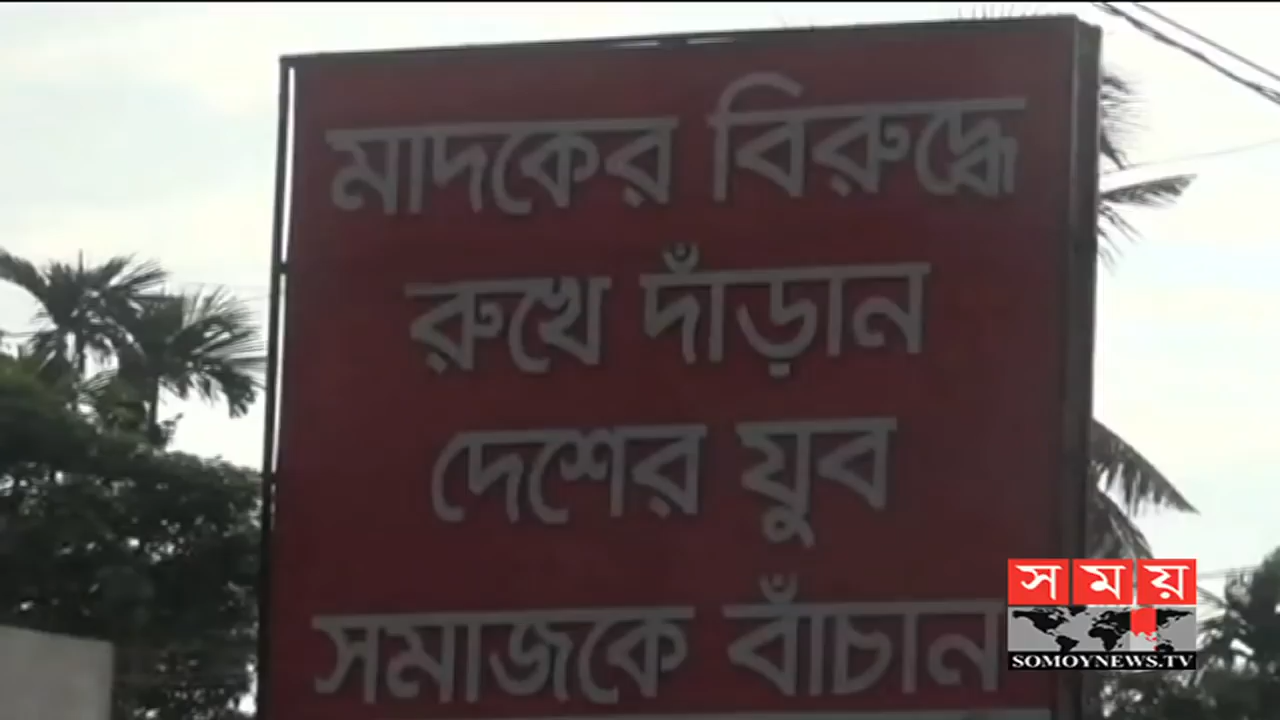 মাদকের বিরুদ্ধে
রুখে দাঁড়ান
দেশের যুব
সমাজকে বাঁচান
সময়
SOMOYNEWS.TV